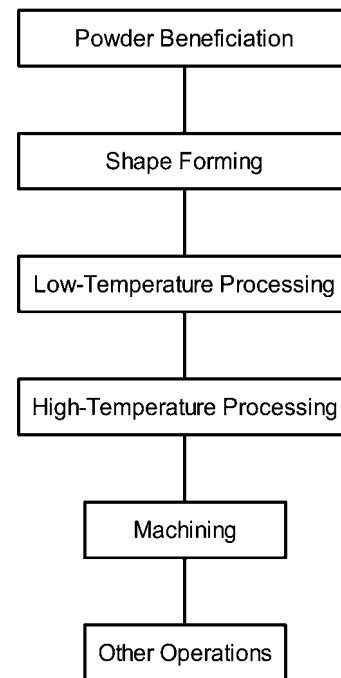 Powder Beneficiation
Shape Forming
Low-Temperature Processing
High-Temperature Processing
Machining
Other Operations